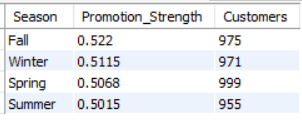 Season Promotion_Strength Customers
Fall 0.522 975
Winter 0.5115 971
Spring 0.5068 999
Summer 0.5015 955